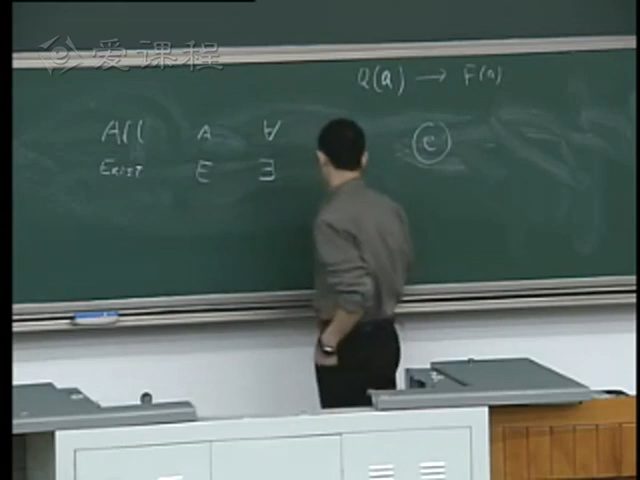 爱课程
Q(a) → F(a)
All A ∀
Exist E ∃
e